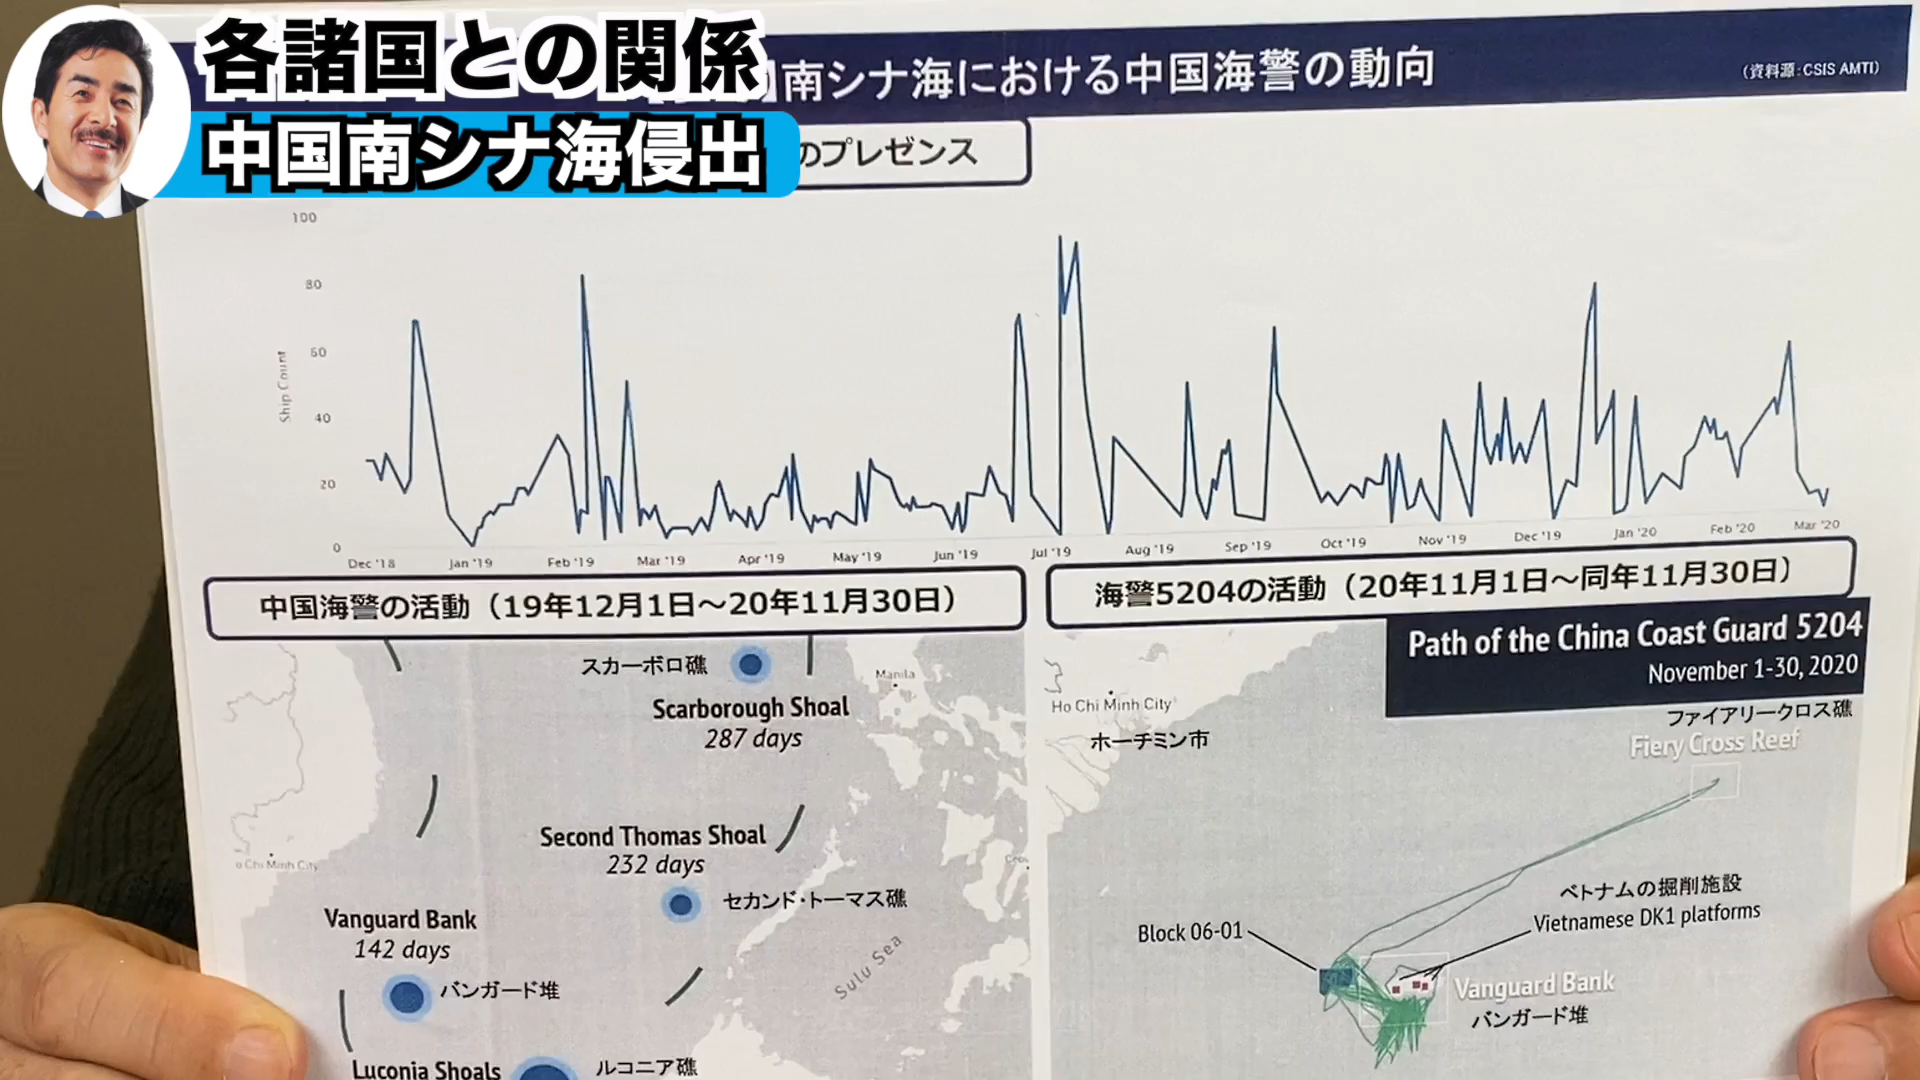 各諸国との関係
中国南シナ海侵出
南シナ海における中国海警の動向
（資料源：CSIS AMTI）
のプレゼンス
100
80
60
40
20
0
Ship Count
Dec '18
Jan '19
Feb '19
Mar '19
Apr '19
May '19
Jun '19
Jul '19
Aug '19
Sep '19
Oct '19
Nov '19
Dec '19
Jan '20
Feb '20
Mar '20
中国海警の活動（19年12月1日～20年11月30日）
スカーボロ礁
Manila
Scarborough Shoal
287 days
Second Thomas Shoal
232 days
セカンド・トーマス礁
o Chi Minh City
Vanguard Bank
142 days
バンガード堆
Sulu Sea
Luconia Shoals
ルコニア礁
海警5204の活動（20年11月1日～同年11月30日）
Path of the China Coast Guard 5204
November 1-30, 2020
Ho Chi Minh City
ホーチミン市
ファイアリークロス礁
Fiery Cross Reef
ベトナムの掘削施設
Vietnamese DK1 platforms
Block 06-01
Vanguard Bank
バンガード堆